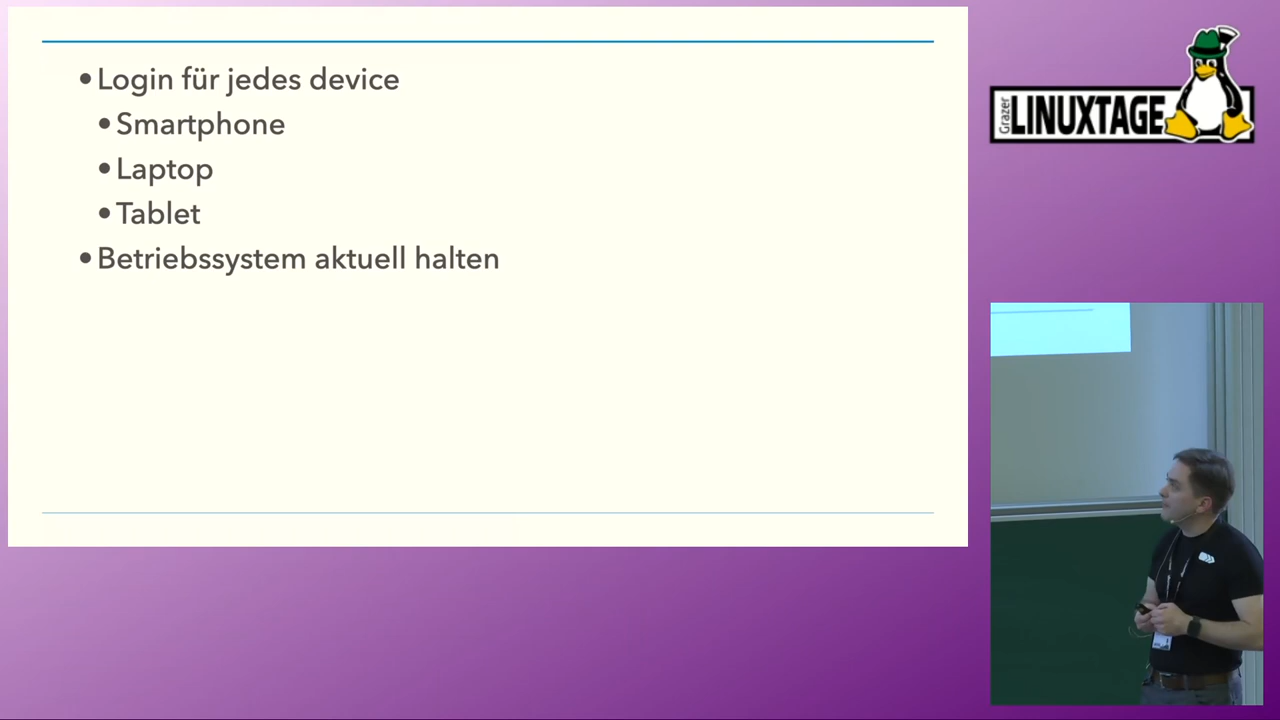 • Login für jedes device
• Smartphone
• Laptop
• Tablet
• Betriebssystem aktuell halten
Grazer
LINUXTAGE